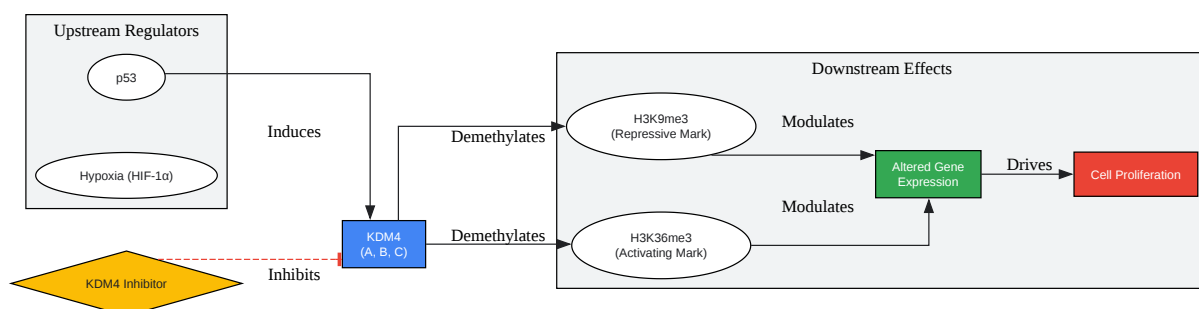 Upstream Regulators
p53
Induces
Hypoxia (HIF-1α)
KDM4 Inhibitor
Inhibits
KDM4
(A, B, C)
Demethylates
Demethylates
Downstream Effects
H3K9me3
(Repressive Mark)
Modulates
H3K36me3
(Activating Mark)
Modulates
Altered Gene
Expression
Drives
Cell Proliferation